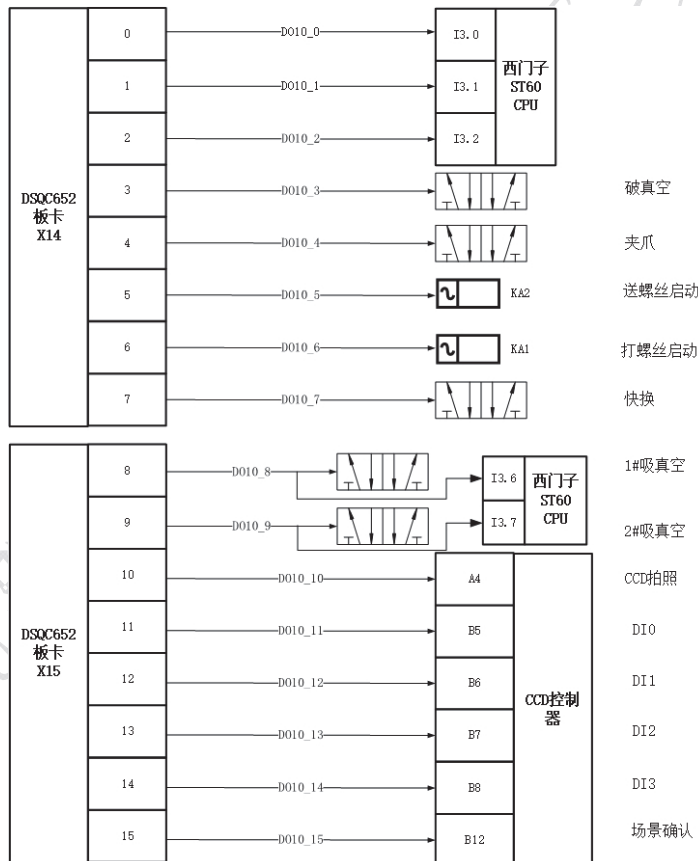 0
DO10_0
I3.0
1
DO10_1
I3.1
2
DO10_2
I3.2
西门子
ST60
CPU
DSQC652
板卡
X14
3
DO10_3
破真空
4
DO10_4
夹爪
5
DO10_5
KA2
送螺丝启动
6
DO10_6
KA1
打螺丝启动
7
DO10_7
快换
8
DO10_8
I3.6
1#吸真空
9
DO10_9
I3.7
2#吸真空
西门子
ST60
CPU
DSQC652
板卡
X15
10
DO10_10
A4
CCD拍照
11
DO10_11
B5
DI0
12
DO10_12
B6
DI1
CCD控制
器
13
DO10_13
B7
DI2
14
DO10_14
B8
DI3
15
DO10_15
B12
场景确认